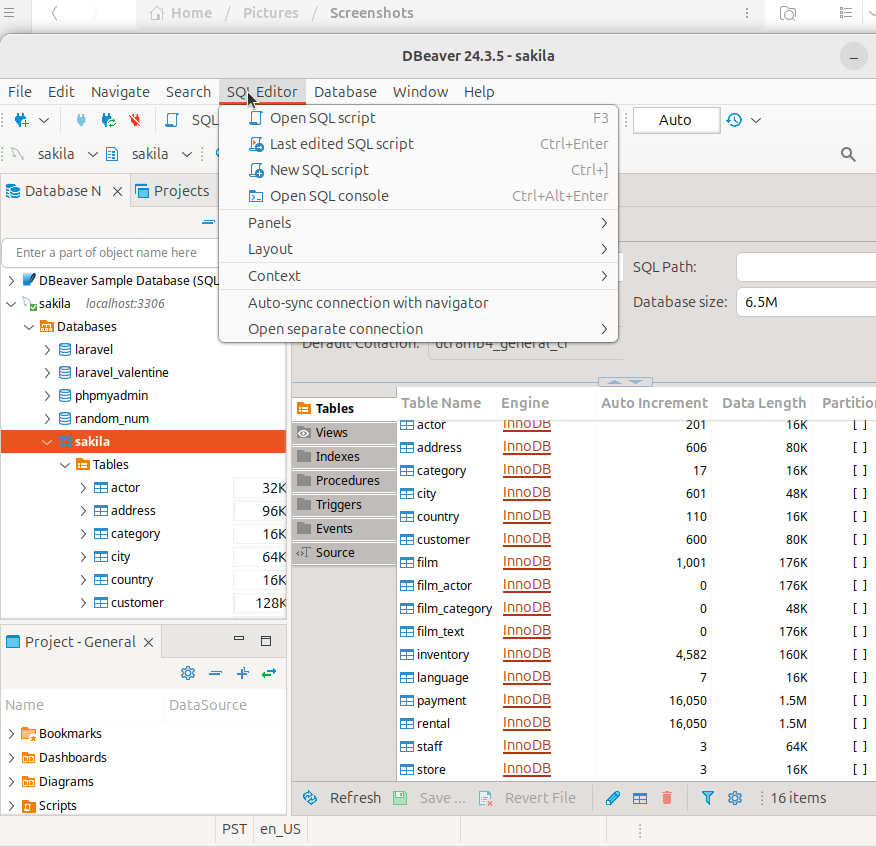 Home / Pictures / Screenshots
DBeaver 24.3.5 - sakila
File Edit Navigate Search SQL Editor Database Window Help
SQL
Auto
sakila sakila
Open SQL script F3
Last edited SQL script Ctrl+Enter
New SQL script Ctrl+]
Open SQL console Ctrl+Alt+Enter
Panels
Layout
Context
Auto-sync connection with navigator
Open separate connection
Database N Projects
Enter a part of object name here
DBeaver Sample Database (SQL
sakila localhost:3306
Databases
laravel
laravel_valentine
phpmyadmin
random_num
sakila
Tables
actor 32K
address 96K
category 16K
city 64K
country 16K
customer 128K
SQL Path:
Database size: 6.5M
Default Collation: utf8mb4_general_ci
Tables
Views
Indexes
Procedures
Triggers
Events
Source
Table Name Engine Auto Increment Data Length Partitio
actor InnoDB 201 16K [ ]
address InnoDB 606 80K [ ]
category InnoDB 17 16K [ ]
city InnoDB 601 48K [ ]
country InnoDB 110 16K [ ]
customer InnoDB 600 80K [ ]
film InnoDB 1,001 176K [ ]
film_actor InnoDB 0 176K [ ]
film_category InnoDB 0 48K [ ]
film_text InnoDB 0 176K [ ]
inventory InnoDB 4,582 160K [ ]
language InnoDB 7 16K [ ]
payment InnoDB 16,050 1.5M [ ]
rental InnoDB 16,050 1.5M [ ]
staff InnoDB 3 64K [ ]
store InnoDB 3 16K [ ]
Project - General
Name DataSource
Bookmarks
Dashboards
Diagrams
Scripts
Refresh Save ... Revert File 16 items
PST en_US